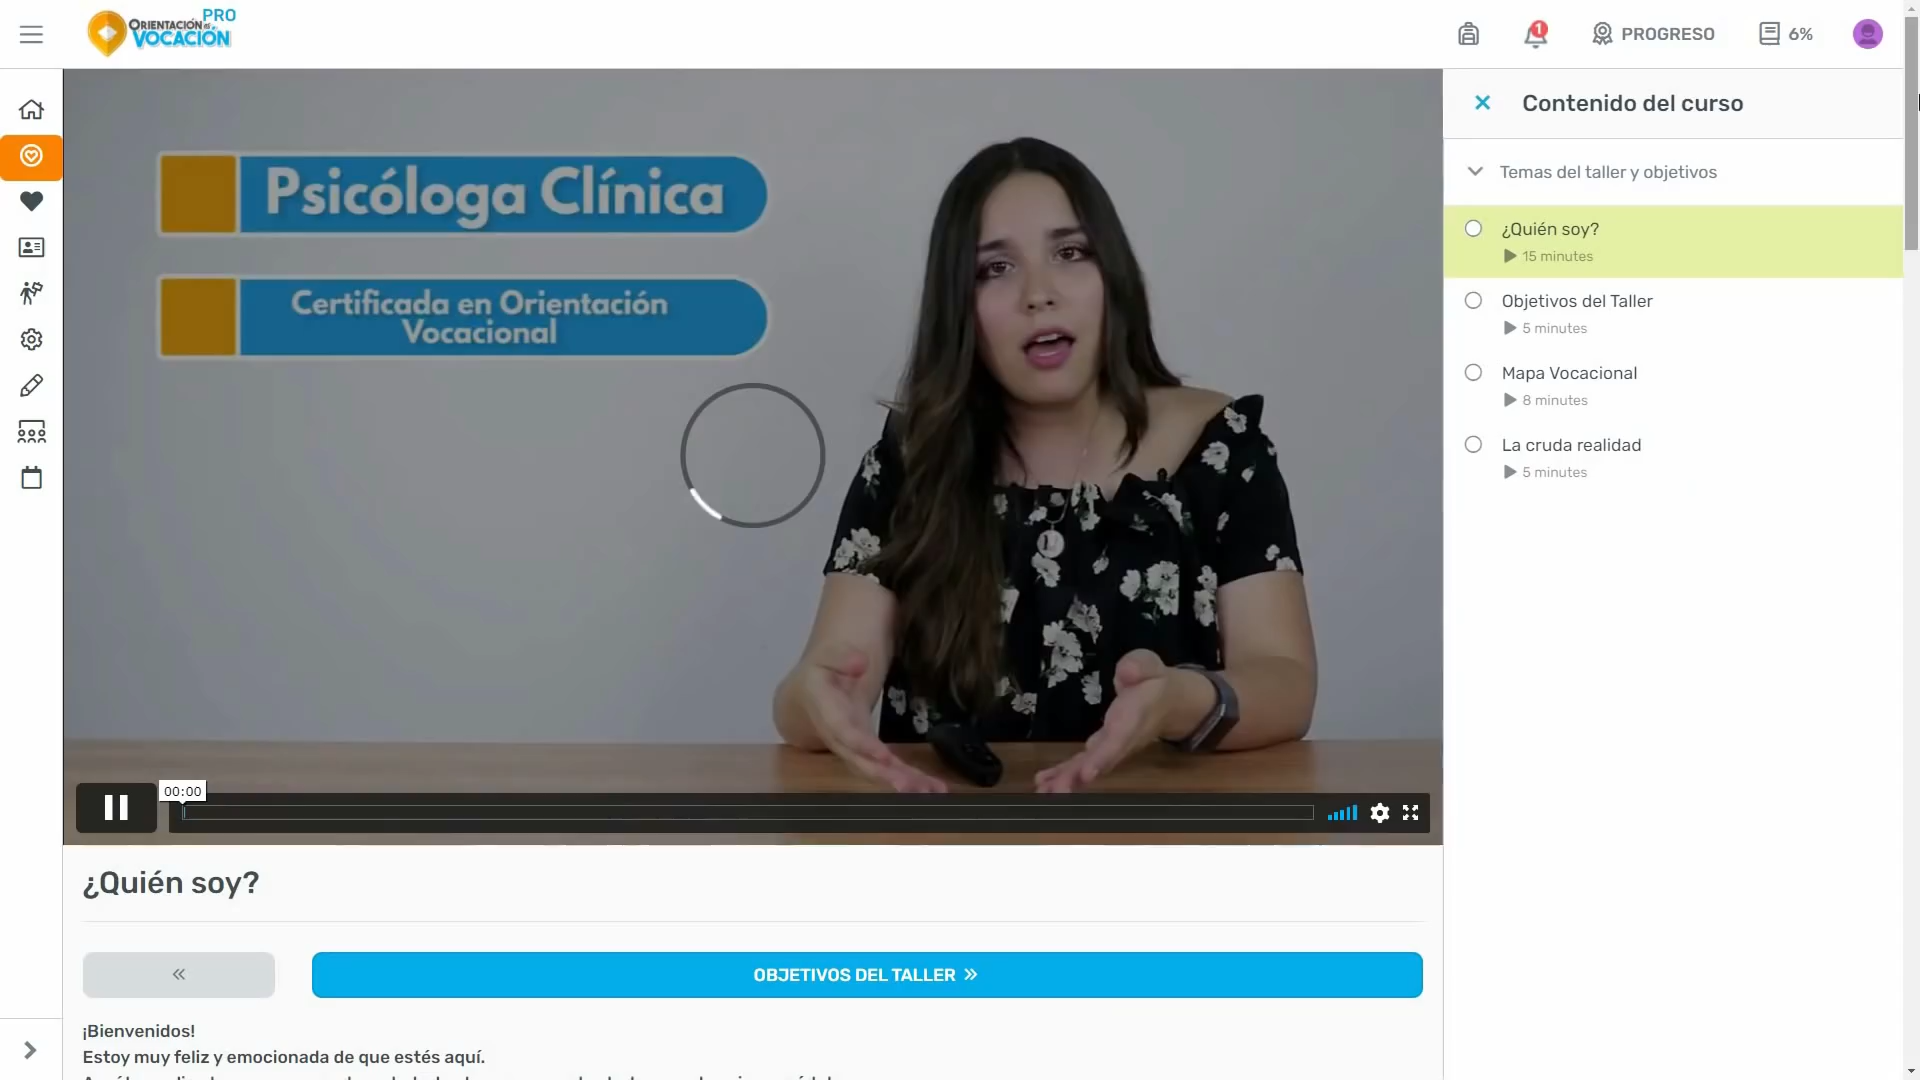 ORIENTACIÓN
VOCACIÓN
PRO
1
PROGRESO
6%
Psicóloga Clínica
Certificada en Orientación
Vocacional
00:00
Contenido del curso
Temas del taller y objetivos
¿Quién soy?
15 minutes
Objetivos del Taller
5 minutes
Mapa Vocacional
8 minutes
La cruda realidad
5 minutes
¿Quién soy?
«
OBJETIVOS DEL TALLER »
¡Bienvenidos!
Estoy muy feliz y emocionada de que estés aquí.